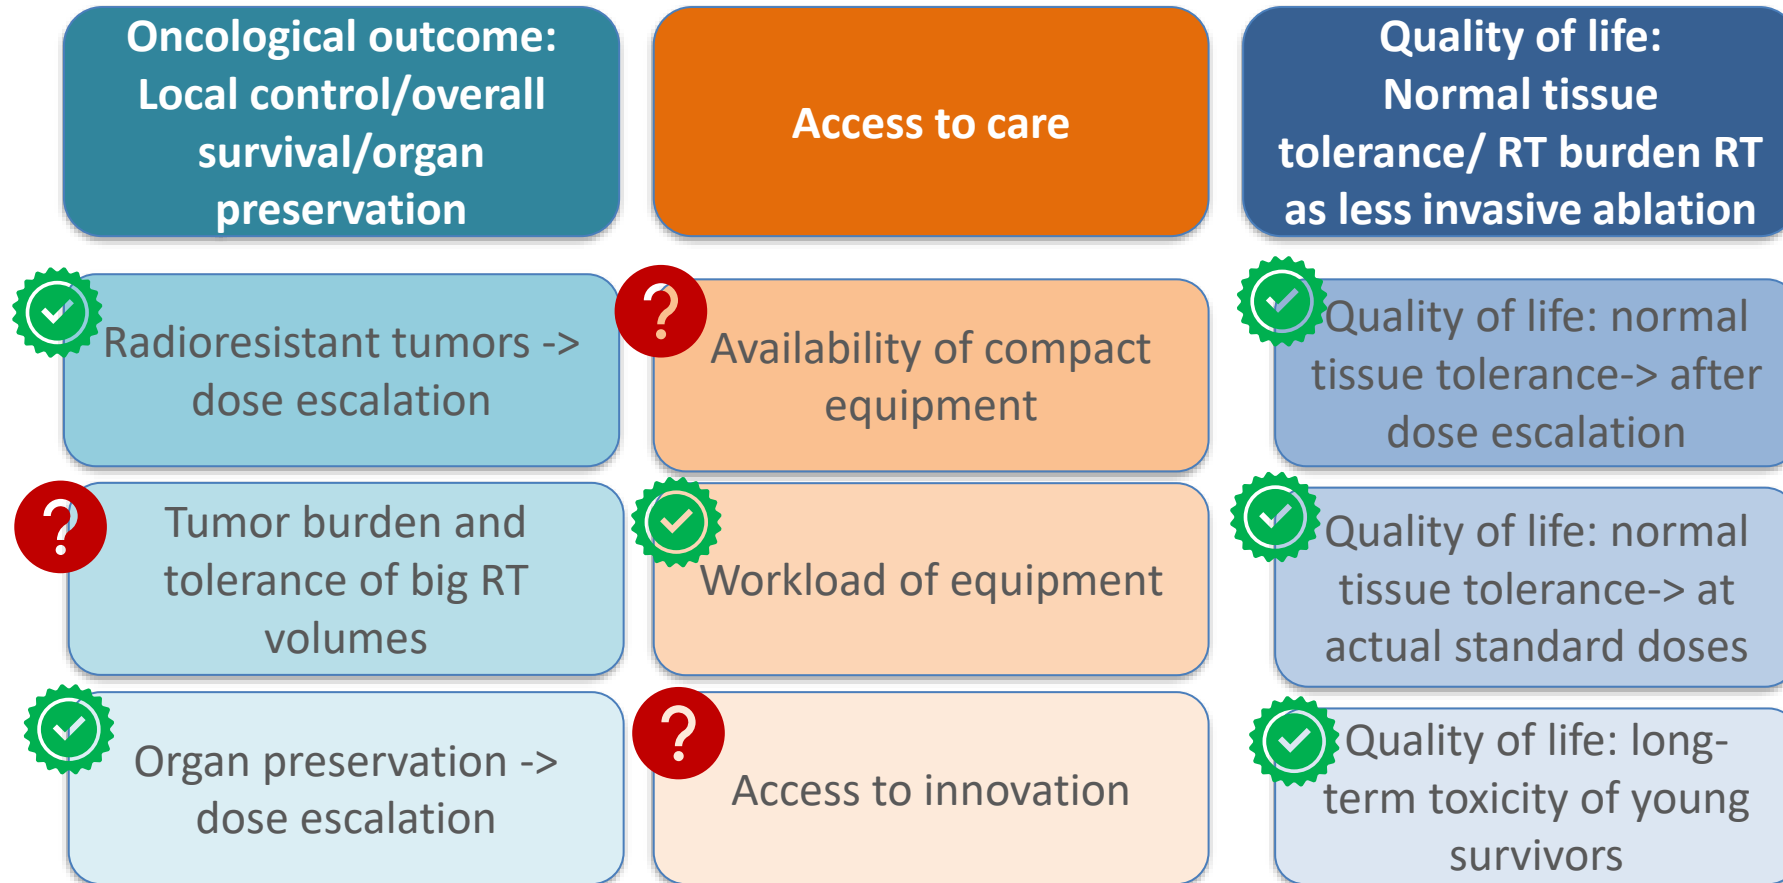 Oncological outcome:
Local control/overall
survival/organ
preservation
Access to care
Quality of life:
Normal tissue
tolerance/ RT burden RT
as less invasive ablation
Radioresistant tumors ->
dose escalation
?
Availability of compact
equipment
Quality of life: normal
tissue tolerance-> after
dose escalation
?
Tumor burden and
tolerance of big RT
volumes
Workload of equipment
Quality of life: normal
tissue tolerance-> at
actual standard doses
Organ preservation ->
dose escalation
?
Access to innovation
Quality of life: long-
term toxicity of young
survivors